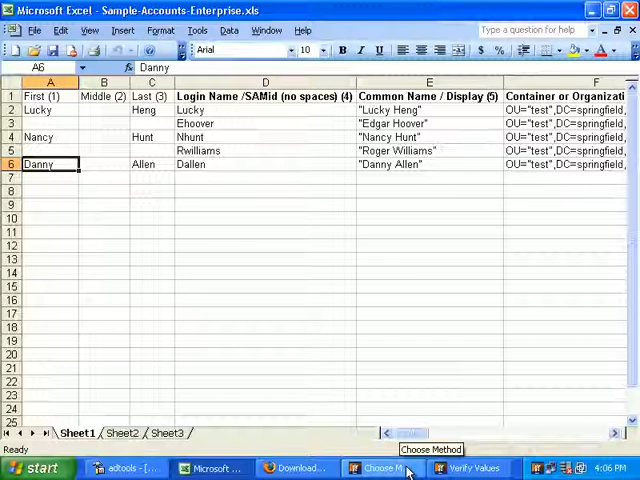 Microsoft Excel - Sample-Accounts-Enterprise.xls
File Edit View Insert Format Tools Data Window Help Type a question for help
Arial 10 B I U $ %
A6 fx Danny
A B C D E F
1 First (1) Middle (2) Last (3) Login Name /SAMid (no spaces) (4) Common Name / Display (5) Container or Organizati
2 Lucky Heng Lucky "Lucky Heng" OU="test",DC=springfield,
3 Ehoover "Edgar Hoover" OU="test",DC=springfield,
4 Nancy Hunt Nhunt "Nancy Hunt" OU="test",DC=springfield,
5 Rwilliams "Roger Williams" OU="test",DC=springfield,
6 Danny Allen Dallen "Danny Allen" OU="test",DC=springfield,
7
8
9
10
11
12
13
14
15
16
17
18
19
20
21
22
23
24
25
Sheet1 Sheet2 Sheet3
Ready Choose Method
start adtools - [... Microsoft ... Download... Choose M Verify Values 4:06 PM